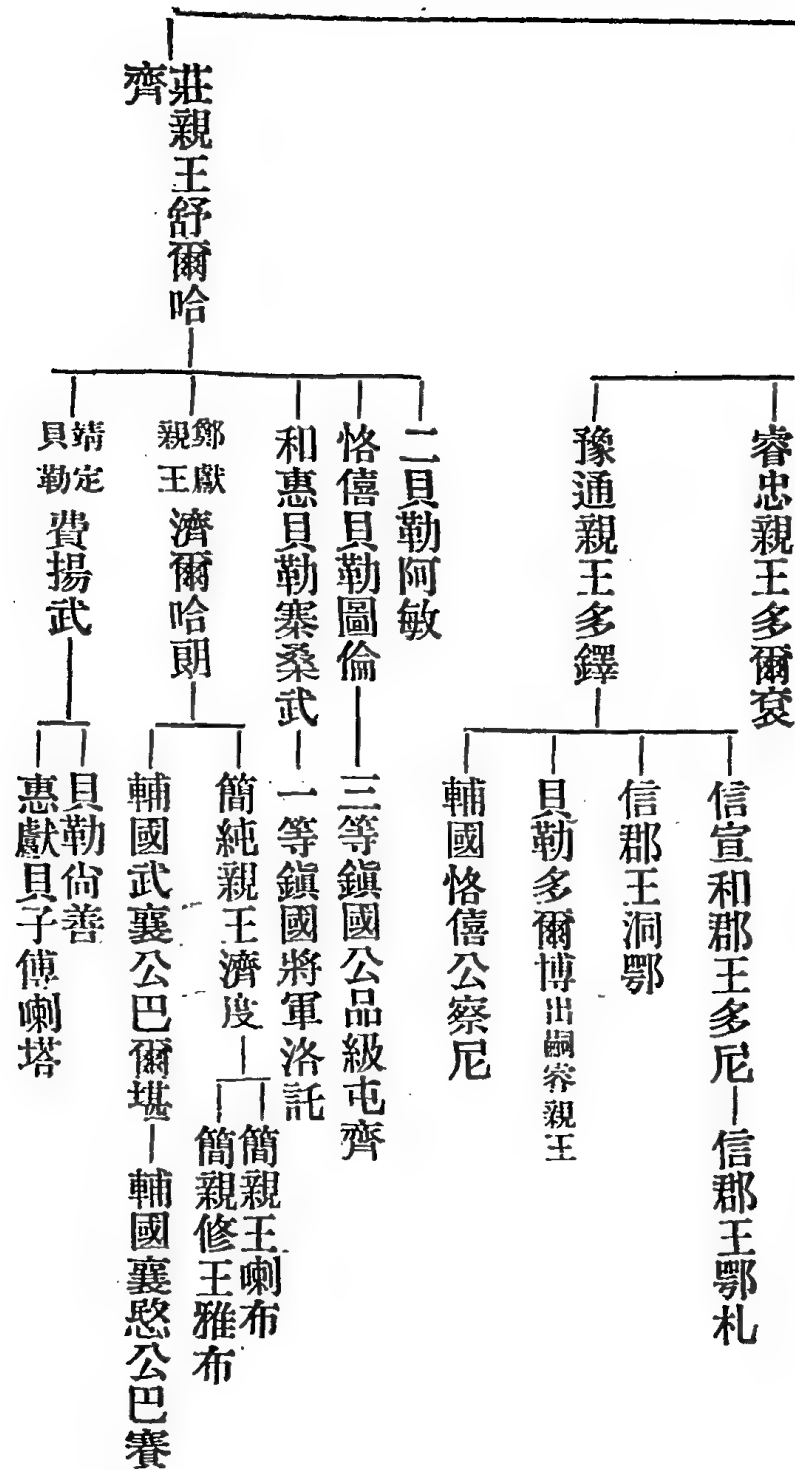 睿忠親王多爾袞
豫通親王多鐸
信宣和郡王多尼
信郡王鄂札
信郡王洞鄂
貝勒多爾博出嗣睿親王
輔國恪僖公察尼
莊親王舒爾哈
齊
二貝勒阿敏
恪僖貝勒圖倫
三等鎭國公品級屯齊
和惠貝勒寨桑武
一等鎭國將軍洛託
鄭獻
親王
濟爾哈朗
簡純親王濟度
簡親王喇布
簡親修王雅布
輔國武襄公巴爾堪
輔國襄愍公巴賽
靖定
貝勒
費揚武
貝勒尙善
惠獻貝子傅喇塔